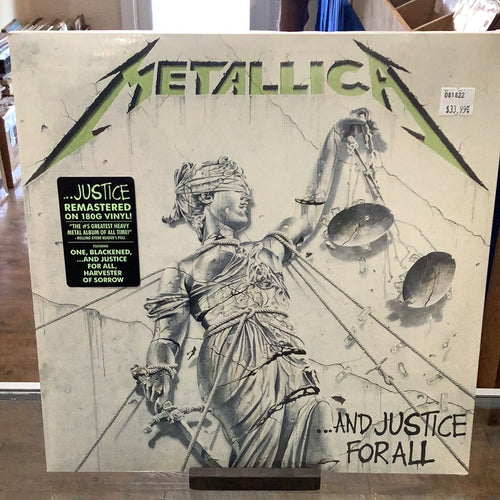 METALLICA
081822
$33.99
...JUSTICE
REMASTERED
ON 180G VINYL!
"THE #5 GREATEST HEAVY
METAL ALBUM OF ALL TIME!"
- ROLLING STONE READER'S POLL
FEATURING
ONE, BLACKENED,
...AND JUSTICE
FOR ALL,
HARVESTER
OF SORROW
...AND JUSTICE
FOR ALL